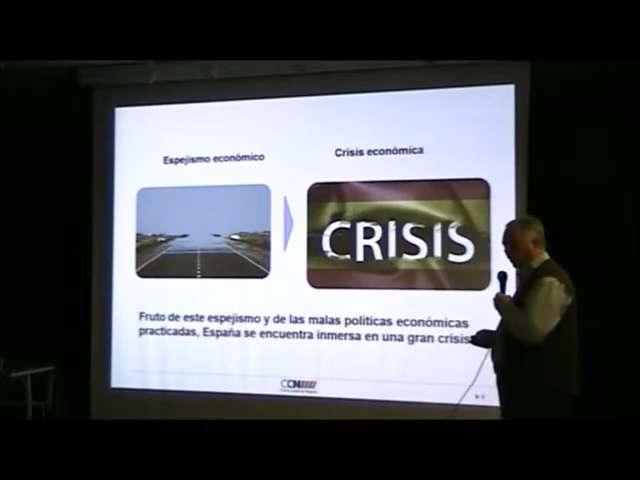 Espejismo económico
Crisis econòmica
CRISIS
Fruto de este espejismo y de las malas políticas económicas
practicadas, España se encuentra inmersa en una gran crisis
CCN